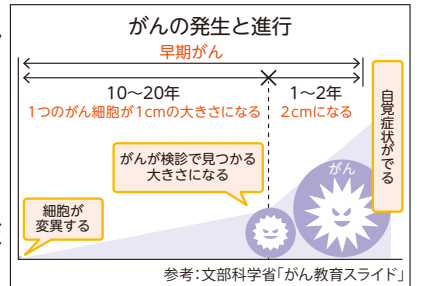 がんの発生と進行
早期がん
10〜20年
1つのがん細胞が1cmの大きさになる
1〜2年
2cmになる
自覚症状がでる
がんが検診で見つかる
大きさになる
がん
細胞が
変異する
参考：文部科学省「がん教育スライド」